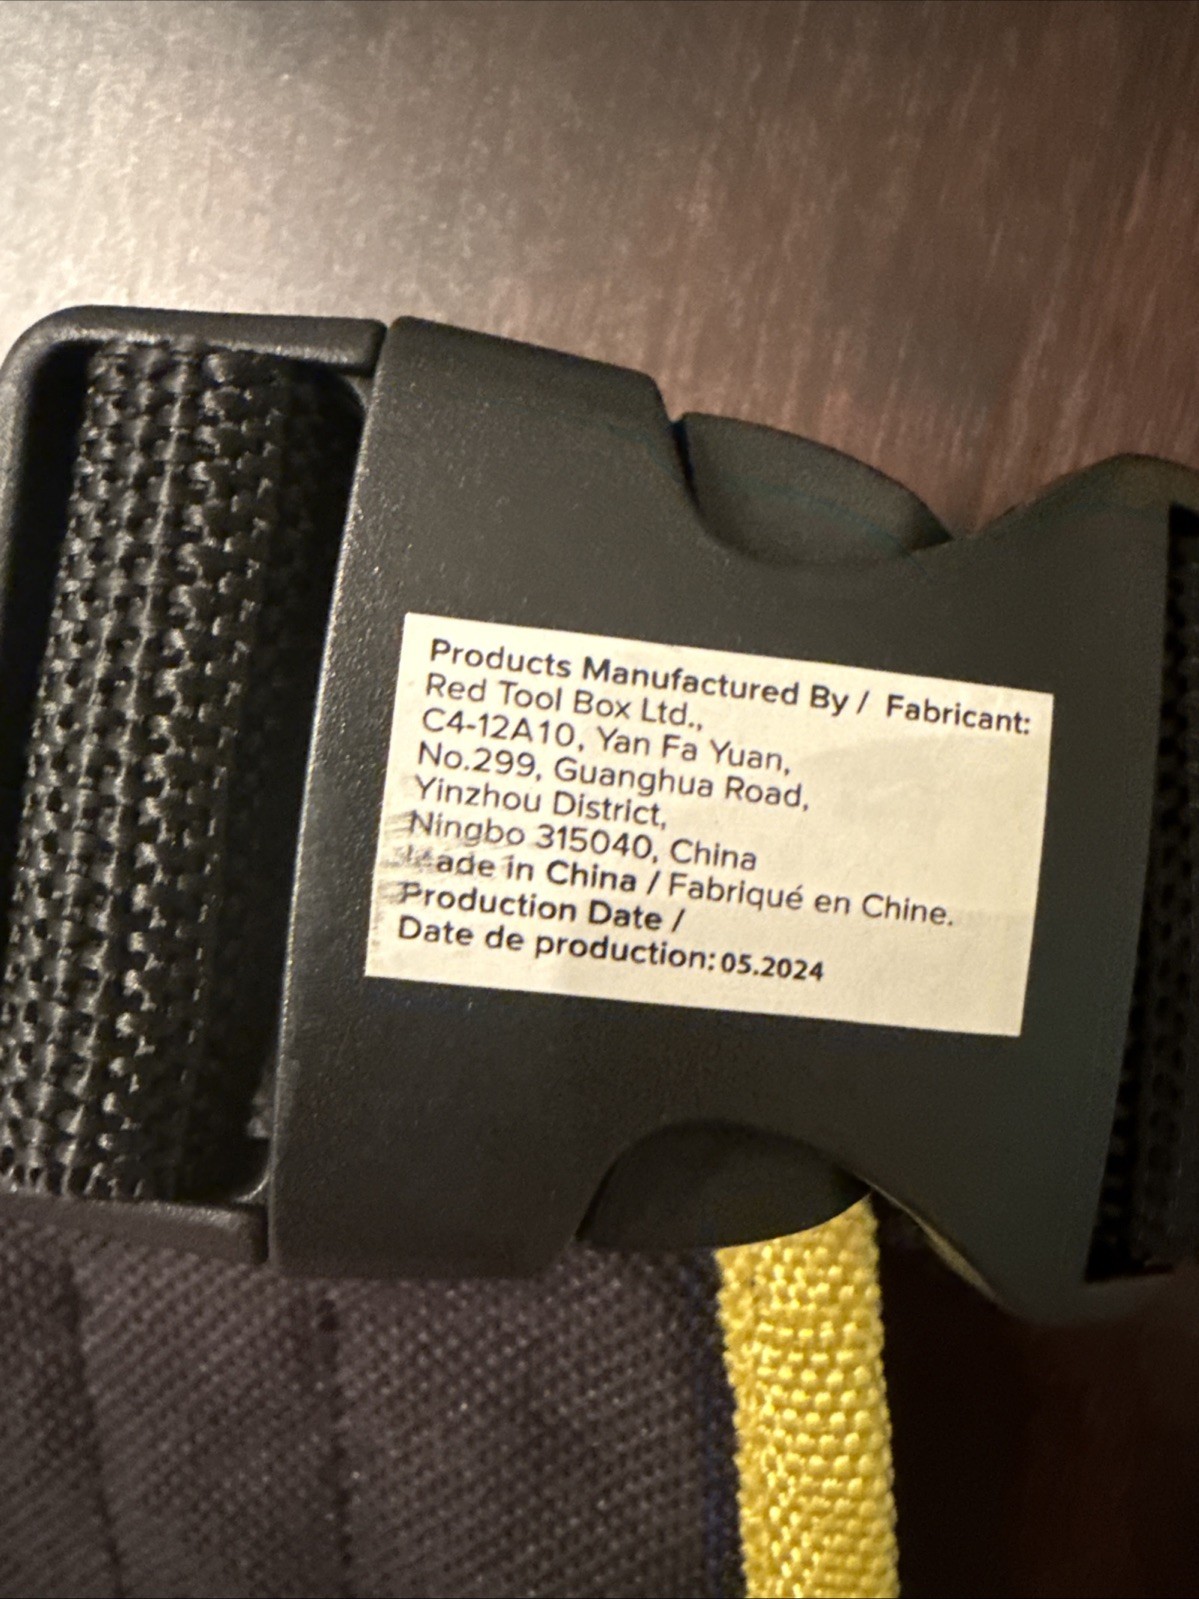 Products Manufactured By / Fabricant:
Red Tool Box Ltd.,
C4-12A10, Yan Fa Yuan,
No.299, Guanghua Road,
Yinzhou District,
Ningbo 315040, China
Made in China / Fabriqué en Chine.
Production Date /
Date de production: 05.2024